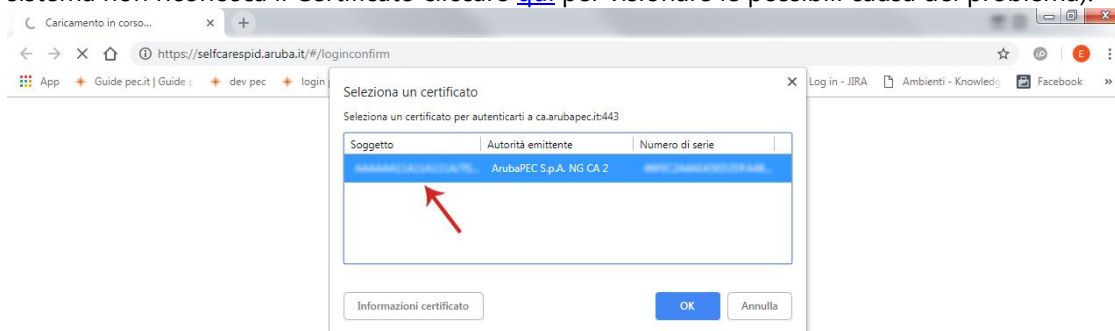 sistema non riconosca il Certificato cliccare qui per visionare le possibili cause del problema).
Caricamento in corso...
https://selfcarespid.aruba.it/#/loginconfirm
App Guide pec.it | Guide dev pec login Log in - JIRA Ambienti - Knowledg Facebook »
Seleziona un certificato
Seleziona un certificato per autenticarti a ca.arubapec.it:443
Soggetto Autorità emittente Numero di serie
ArubaPEC S.p.A. NG CA 2
Informazioni certificato OK Annulla